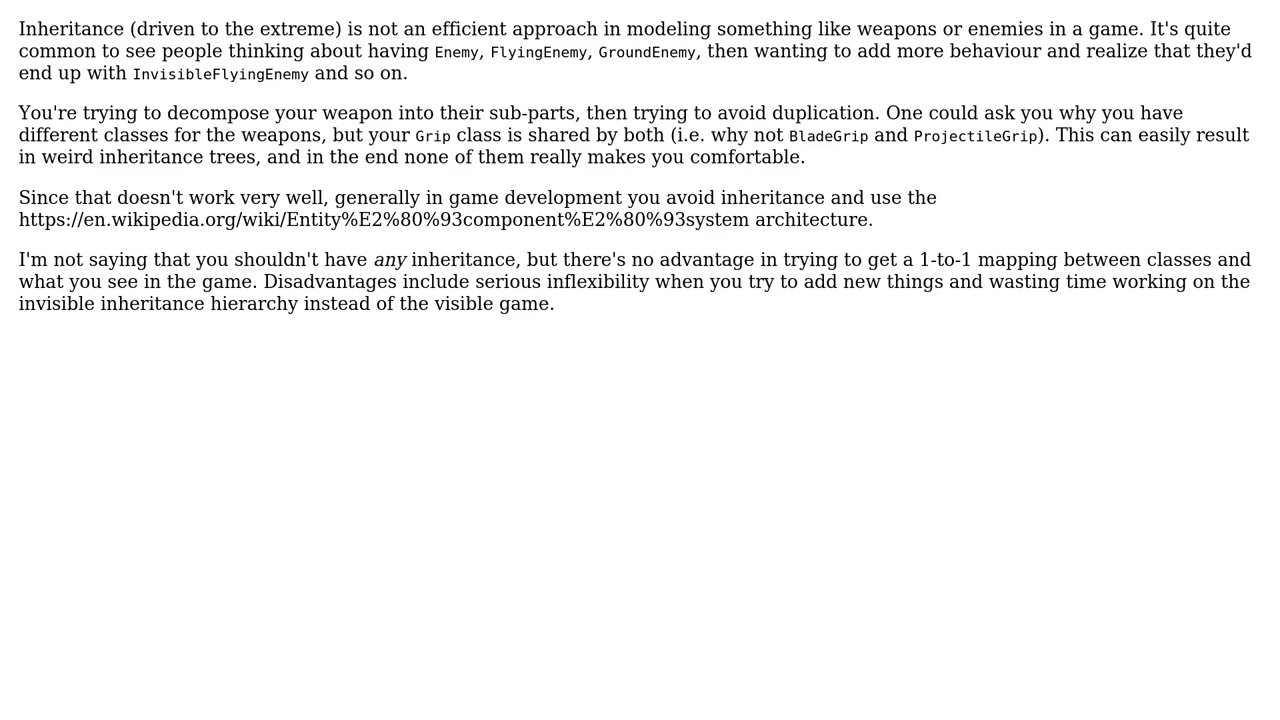 Inheritance (driven to the extreme) is not an efficient approach in modeling something like weapons or enemies in a game. It's quite
common to see people thinking about having Enemy, FlyingEnemy, GroundEnemy, then wanting to add more behaviour and realize that they'd
end up with InvisibleFlyingEnemy and so on.
You're trying to decompose your weapon into their sub-parts, then trying to avoid duplication. One could ask you why you have
different classes for the weapons, but your Grip class is shared by both (i.e. why not BladeGrip and ProjectileGrip). This can easily result
in weird inheritance trees, and in the end none of them really makes you comfortable.
Since that doesn't work very well, generally in game development you avoid inheritance and use the
https://en.wikipedia.org/wiki/Entity%E2%80%93component%E2%80%93system architecture.
I'm not saying that you shouldn't have any inheritance, but there's no advantage in trying to get a 1-to-1 mapping between classes and
what you see in the game. Disadvantages include serious inflexibility when you try to add new things and wasting time working on the
invisible inheritance hierarchy instead of the visible game.